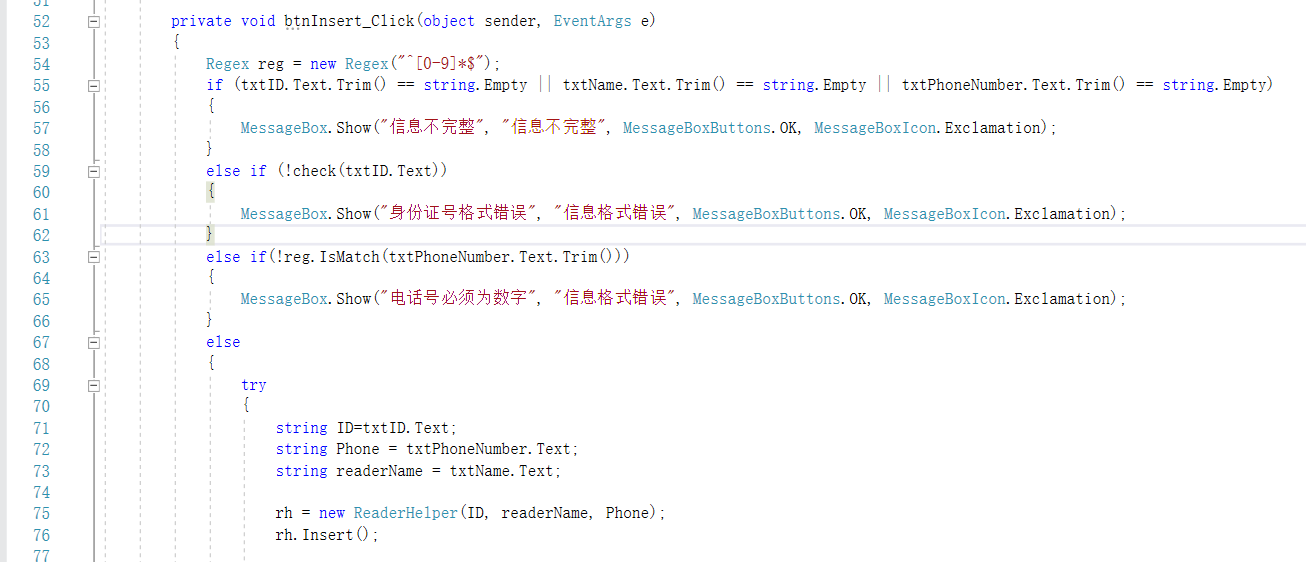 51
52 private void btnInsert_Click(object sender, EventArgs e)
53 {
54 Regex reg = new Regex("^[0-9]*$");
55 if (txtID.Text.Trim() == string.Empty || txtName.Text.Trim() == string.Empty || txtPhoneNumber.Text.Trim() == string.Empty)
56 {
57 MessageBox.Show("信息不完整", "信息不完整", MessageBoxButtons.OK, MessageBoxIcon.Exclamation);
58 }
59 else if (!check(txtID.Text))
60 {
61 MessageBox.Show("身份证号格式错误", "信息格式错误", MessageBoxButtons.OK, MessageBoxIcon.Exclamation);
62 }
63 else if(!reg.IsMatch(txtPhoneNumber.Text.Trim()))
64 {
65 MessageBox.Show("电话号必须为数字", "信息格式错误", MessageBoxButtons.OK, MessageBoxIcon.Exclamation);
66 }
67 else
68 {
69 try
70 {
71 string ID=txtID.Text;
72 string Phone = txtPhoneNumber.Text;
73 string readerName = txtName.Text;
74
75 rh = new ReaderHelper(ID, readerName, Phone);
76 rh.Insert();
77